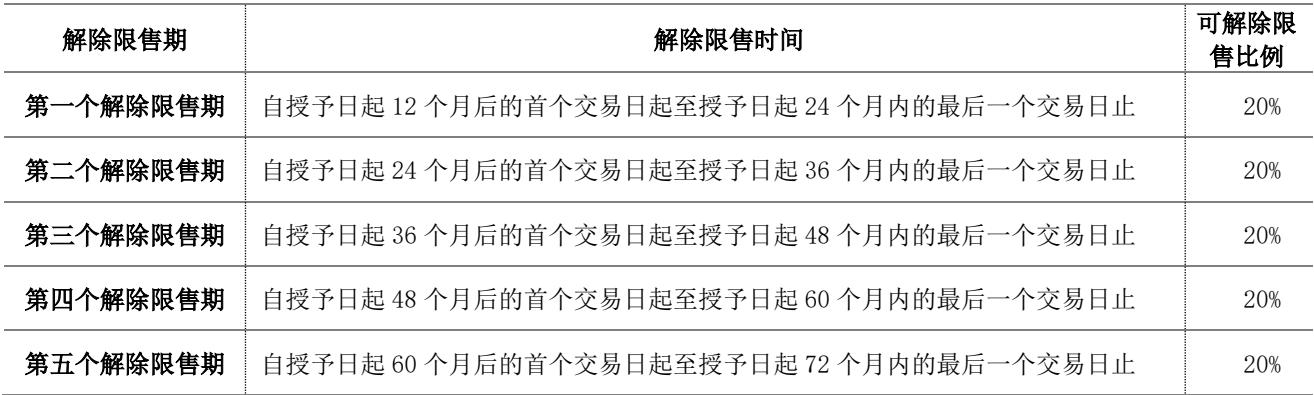 解除限售期 解除限售时间 可解除限
售比例
第一个解除限售期 自授予日起 12 个月后的首个交易日起至授予日起 24 个月内的最后一个交易日止 20%
第二个解除限售期 自授予日起 24 个月后的首个交易日起至授予日起 36 个月内的最后一个交易日止 20%
第三个解除限售期 自授予日起 36 个月后的首个交易日起至授予日起 48 个月内的最后一个交易日止 20%
第四个解除限售期 自授予日起 48 个月后的首个交易日起至授予日起 60 个月内的最后一个交易日止 20%
第五个解除限售期 自授予日起 60 个月后的首个交易日起至授予日起 72 个月内的最后一个交易日止 20%